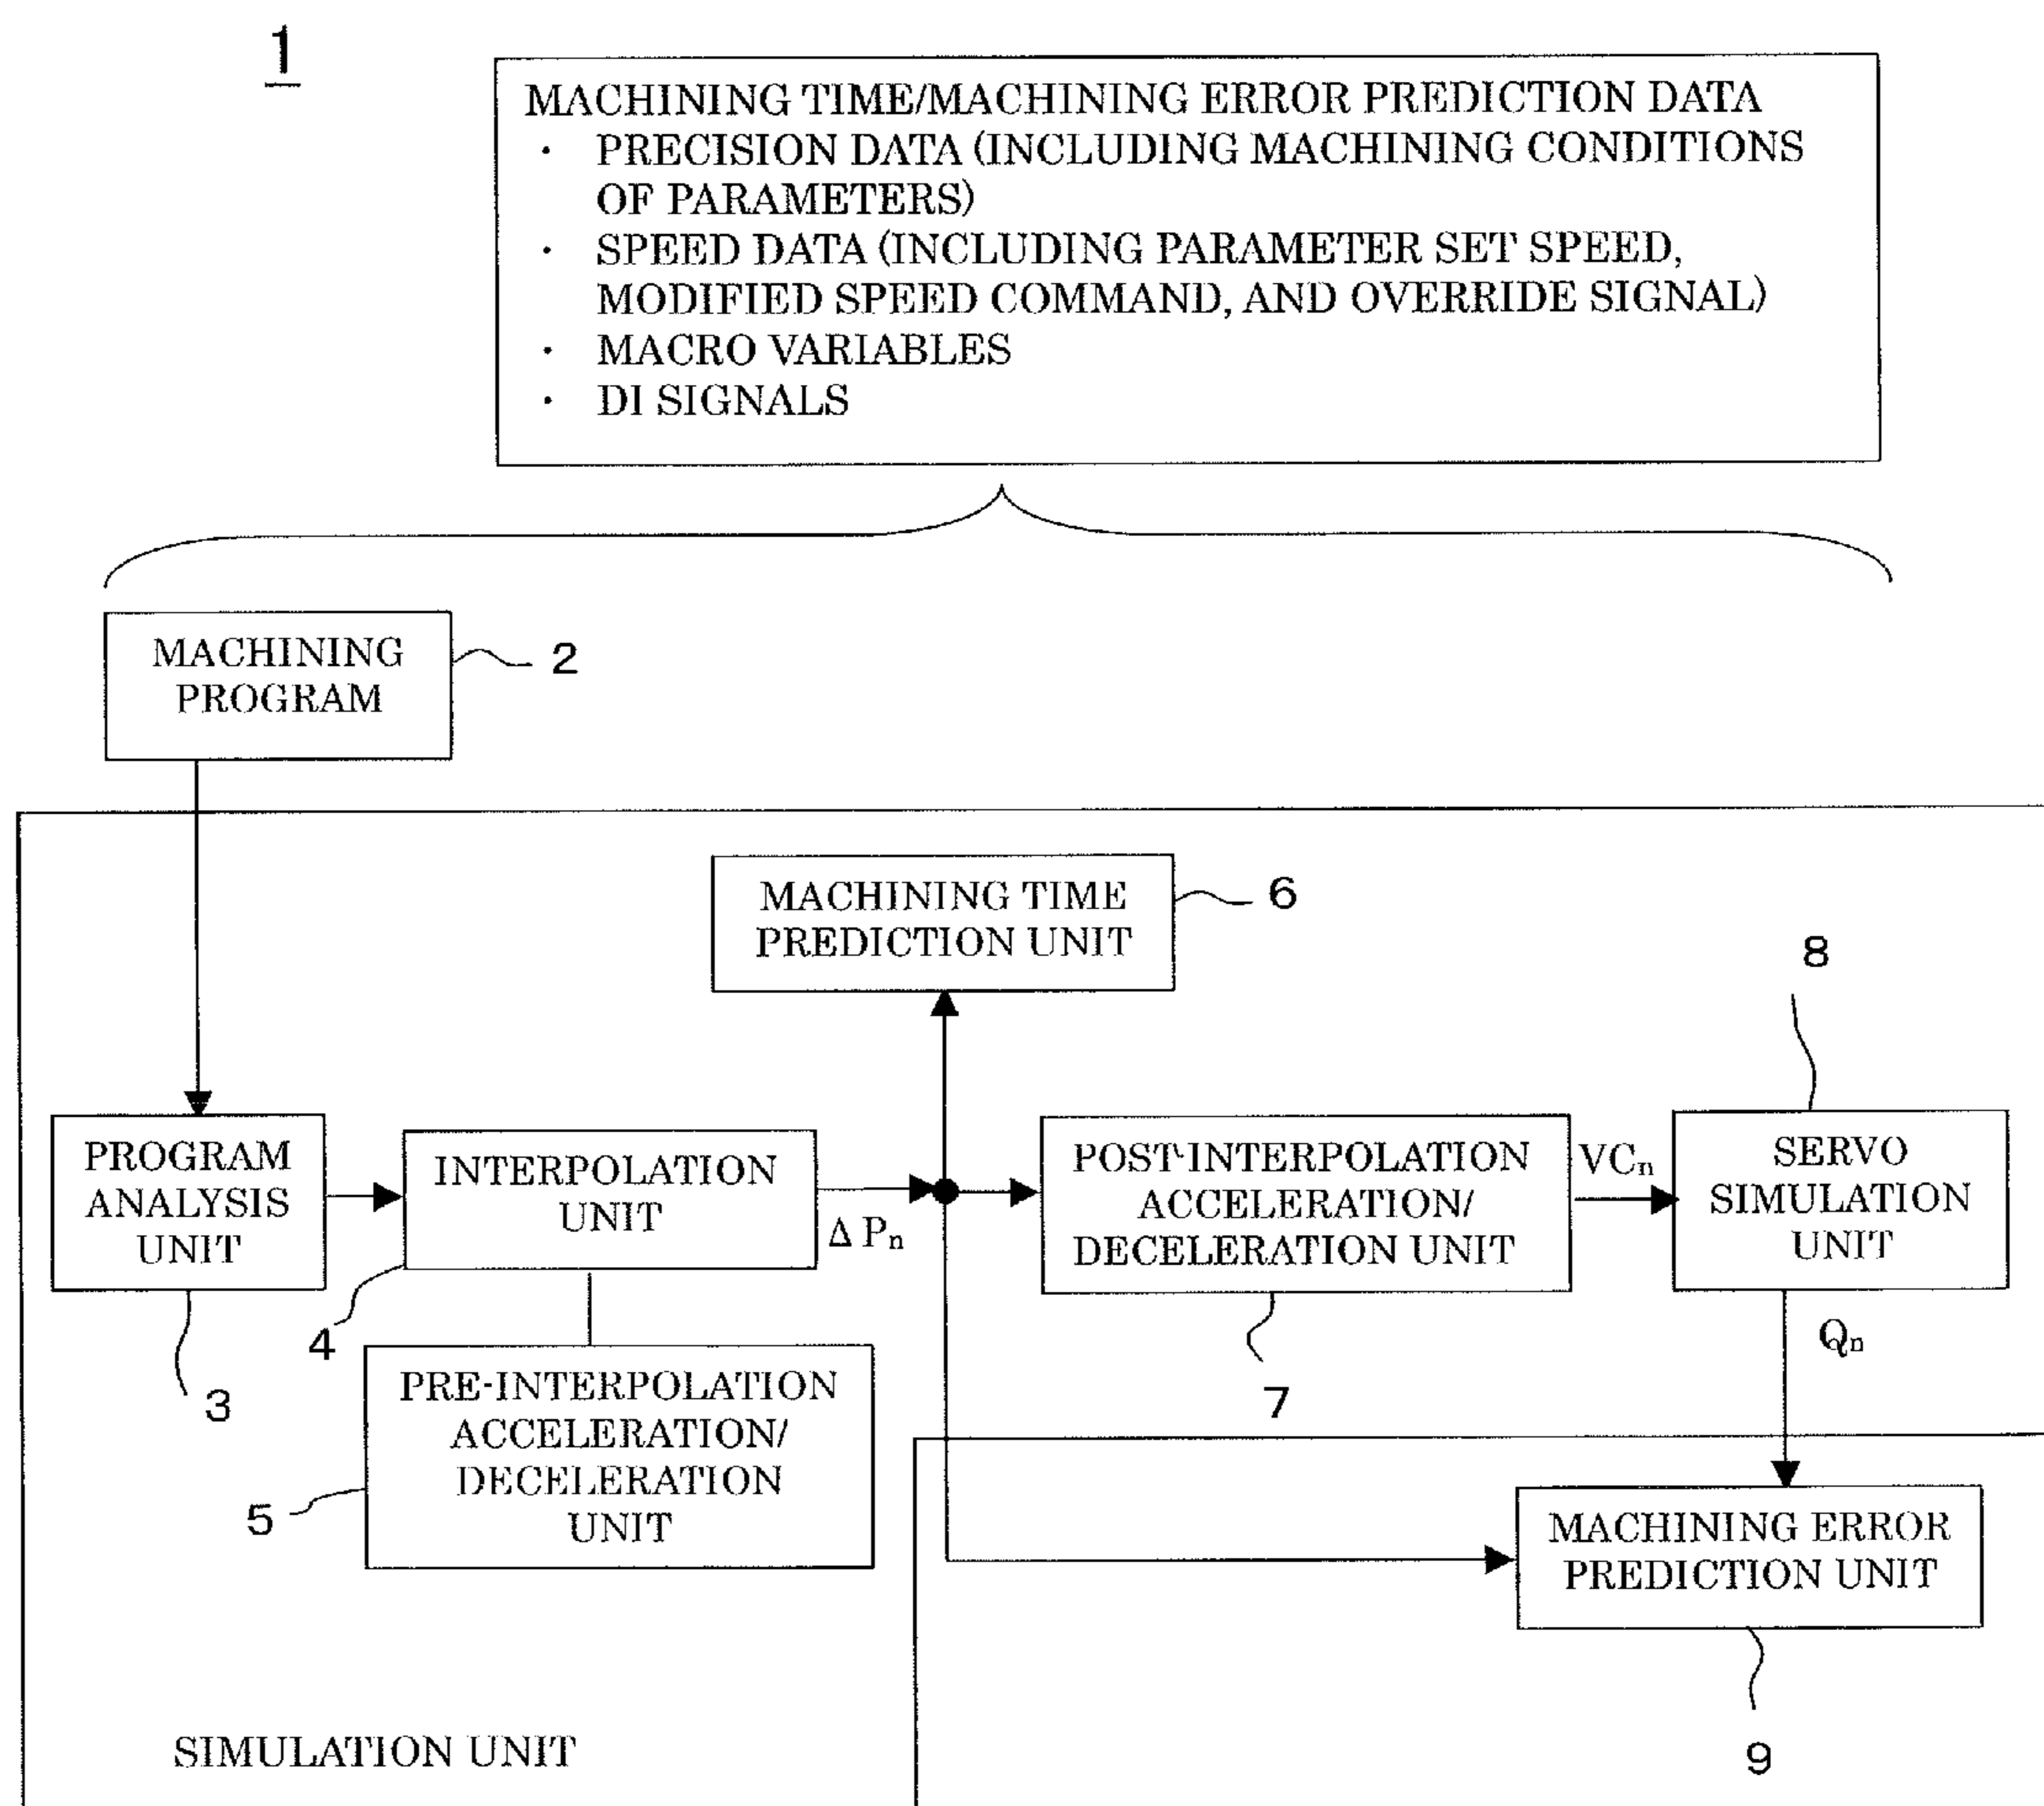 1
MACHINING TIME/MACHINING ERROR PREDICTION DATA
・ PRECISION DATA (INCLUDING MACHINING CONDITIONS
OF PARAMETERS)
・ SPEED DATA (INCLUDING PARAMETER SET SPEED,
MODIFIED SPEED COMMAND, AND OVERRIDE SIGNAL)
・ MACRO VARIABLES
・ DI SIGNALS
MACHINING
PROGRAM
2
MACHINING TIME
PREDICTION UNIT
6
8
PROGRAM
ANALYSIS
UNIT
3
INTERPOLATION
UNIT
4
Δ Pn
POST-INTERPOLATION
ACCELERATION/
DECELERATION UNIT
7
VCn
SERVO
SIMULATION
UNIT
Qn
PRE-INTERPOLATION
ACCELERATION/
DECELERATION
UNIT
5
MACHINING ERROR
PREDICTION UNIT
9
SIMULATION UNIT